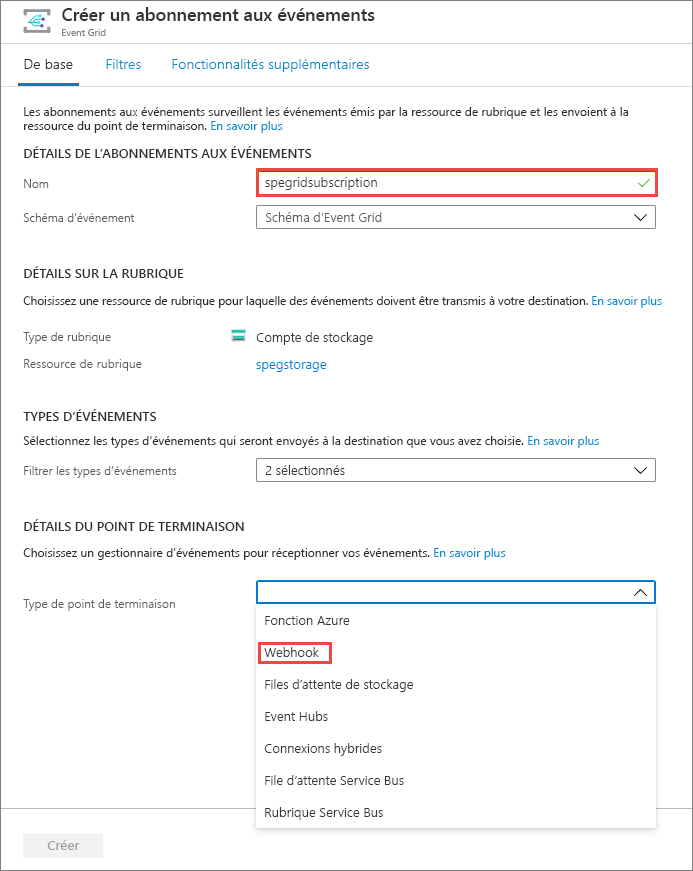 Créer un abonnement aux événements
Event Grid
De base Filtres Fonctionnalités supplémentaires
Les abonnements aux événements surveillent les événements émis par la ressource de rubrique et les envoient à la
ressource du point de terminaison. En savoir plus
DÉTAILS DE L’ABONNEMENTS AUX ÉVÉNEMENTS
Nom spegridsubscription
Schéma d’événement Schéma d’Event Grid
DÉTAILS SUR LA RUBRIQUE
Choisissez une ressource de rubrique pour laquelle des événements doivent être transmis à votre destination. En savoir plus
Type de rubrique Compte de stockage
Ressource de rubrique spegstorage
TYPES D’ÉVÉNEMENTS
Sélectionnez les types d’événements qui seront envoyés à la destination que vous avez choisie. En savoir plus
Filtrer les types d’événements 2 sélectionnés
DÉTAILS DU POINT DE TERMINAISON
Choisissez un gestionnaire d’événements pour réceptionner vos événements. En savoir plus
Type de point de terminaison
Fonction Azure
Webhook
Files d’attente de stockage
Event Hubs
Connexions hybrides
File d’attente Service Bus
Rubrique Service Bus
Créer